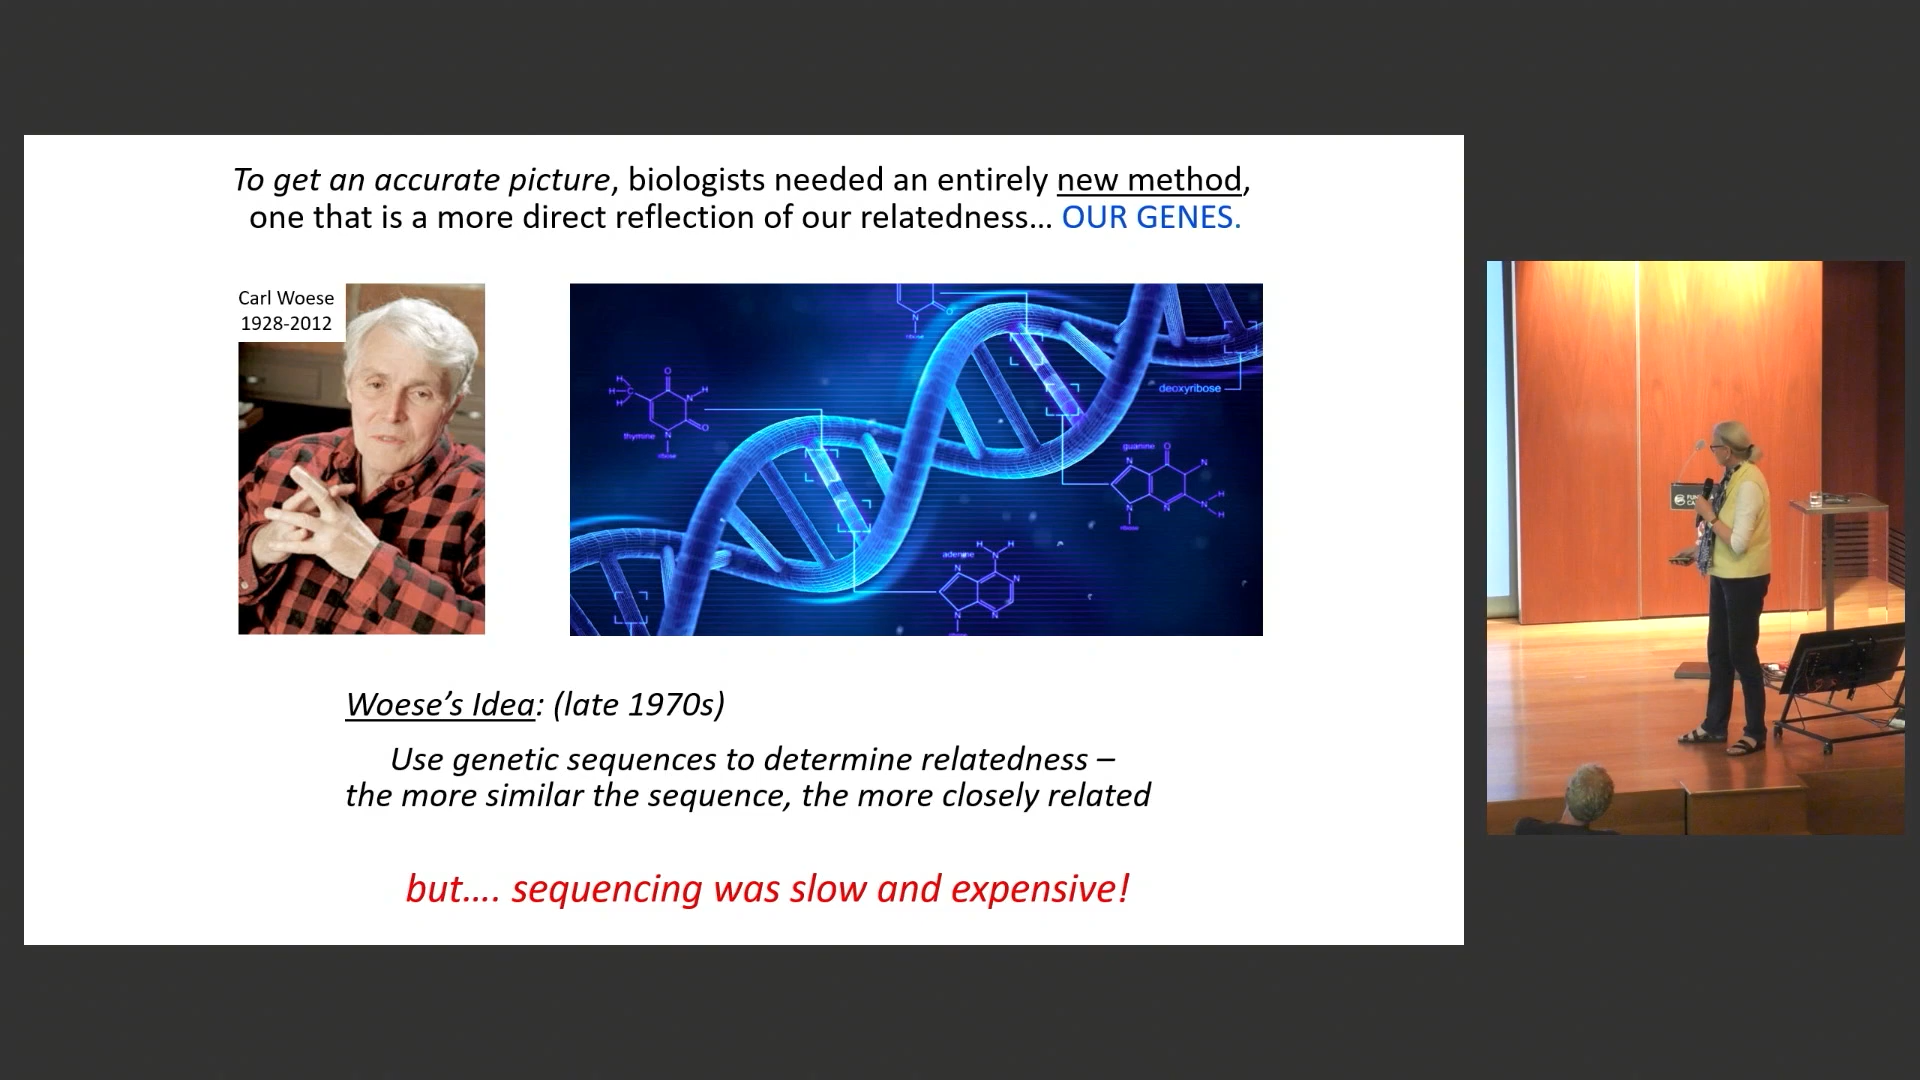 To get an accurate picture, biologists needed an entirely new method,
one that is a more direct reflection of our relatedness... OUR GENES.
Carl Woese
1928-2012
thymine
ribose
deoxyribose
guanine
adenine
Woese's Idea: (late 1970s)
Use genetic sequences to determine relatedness –
the more similar the sequence, the more closely related
but.... sequencing was slow and expensive!